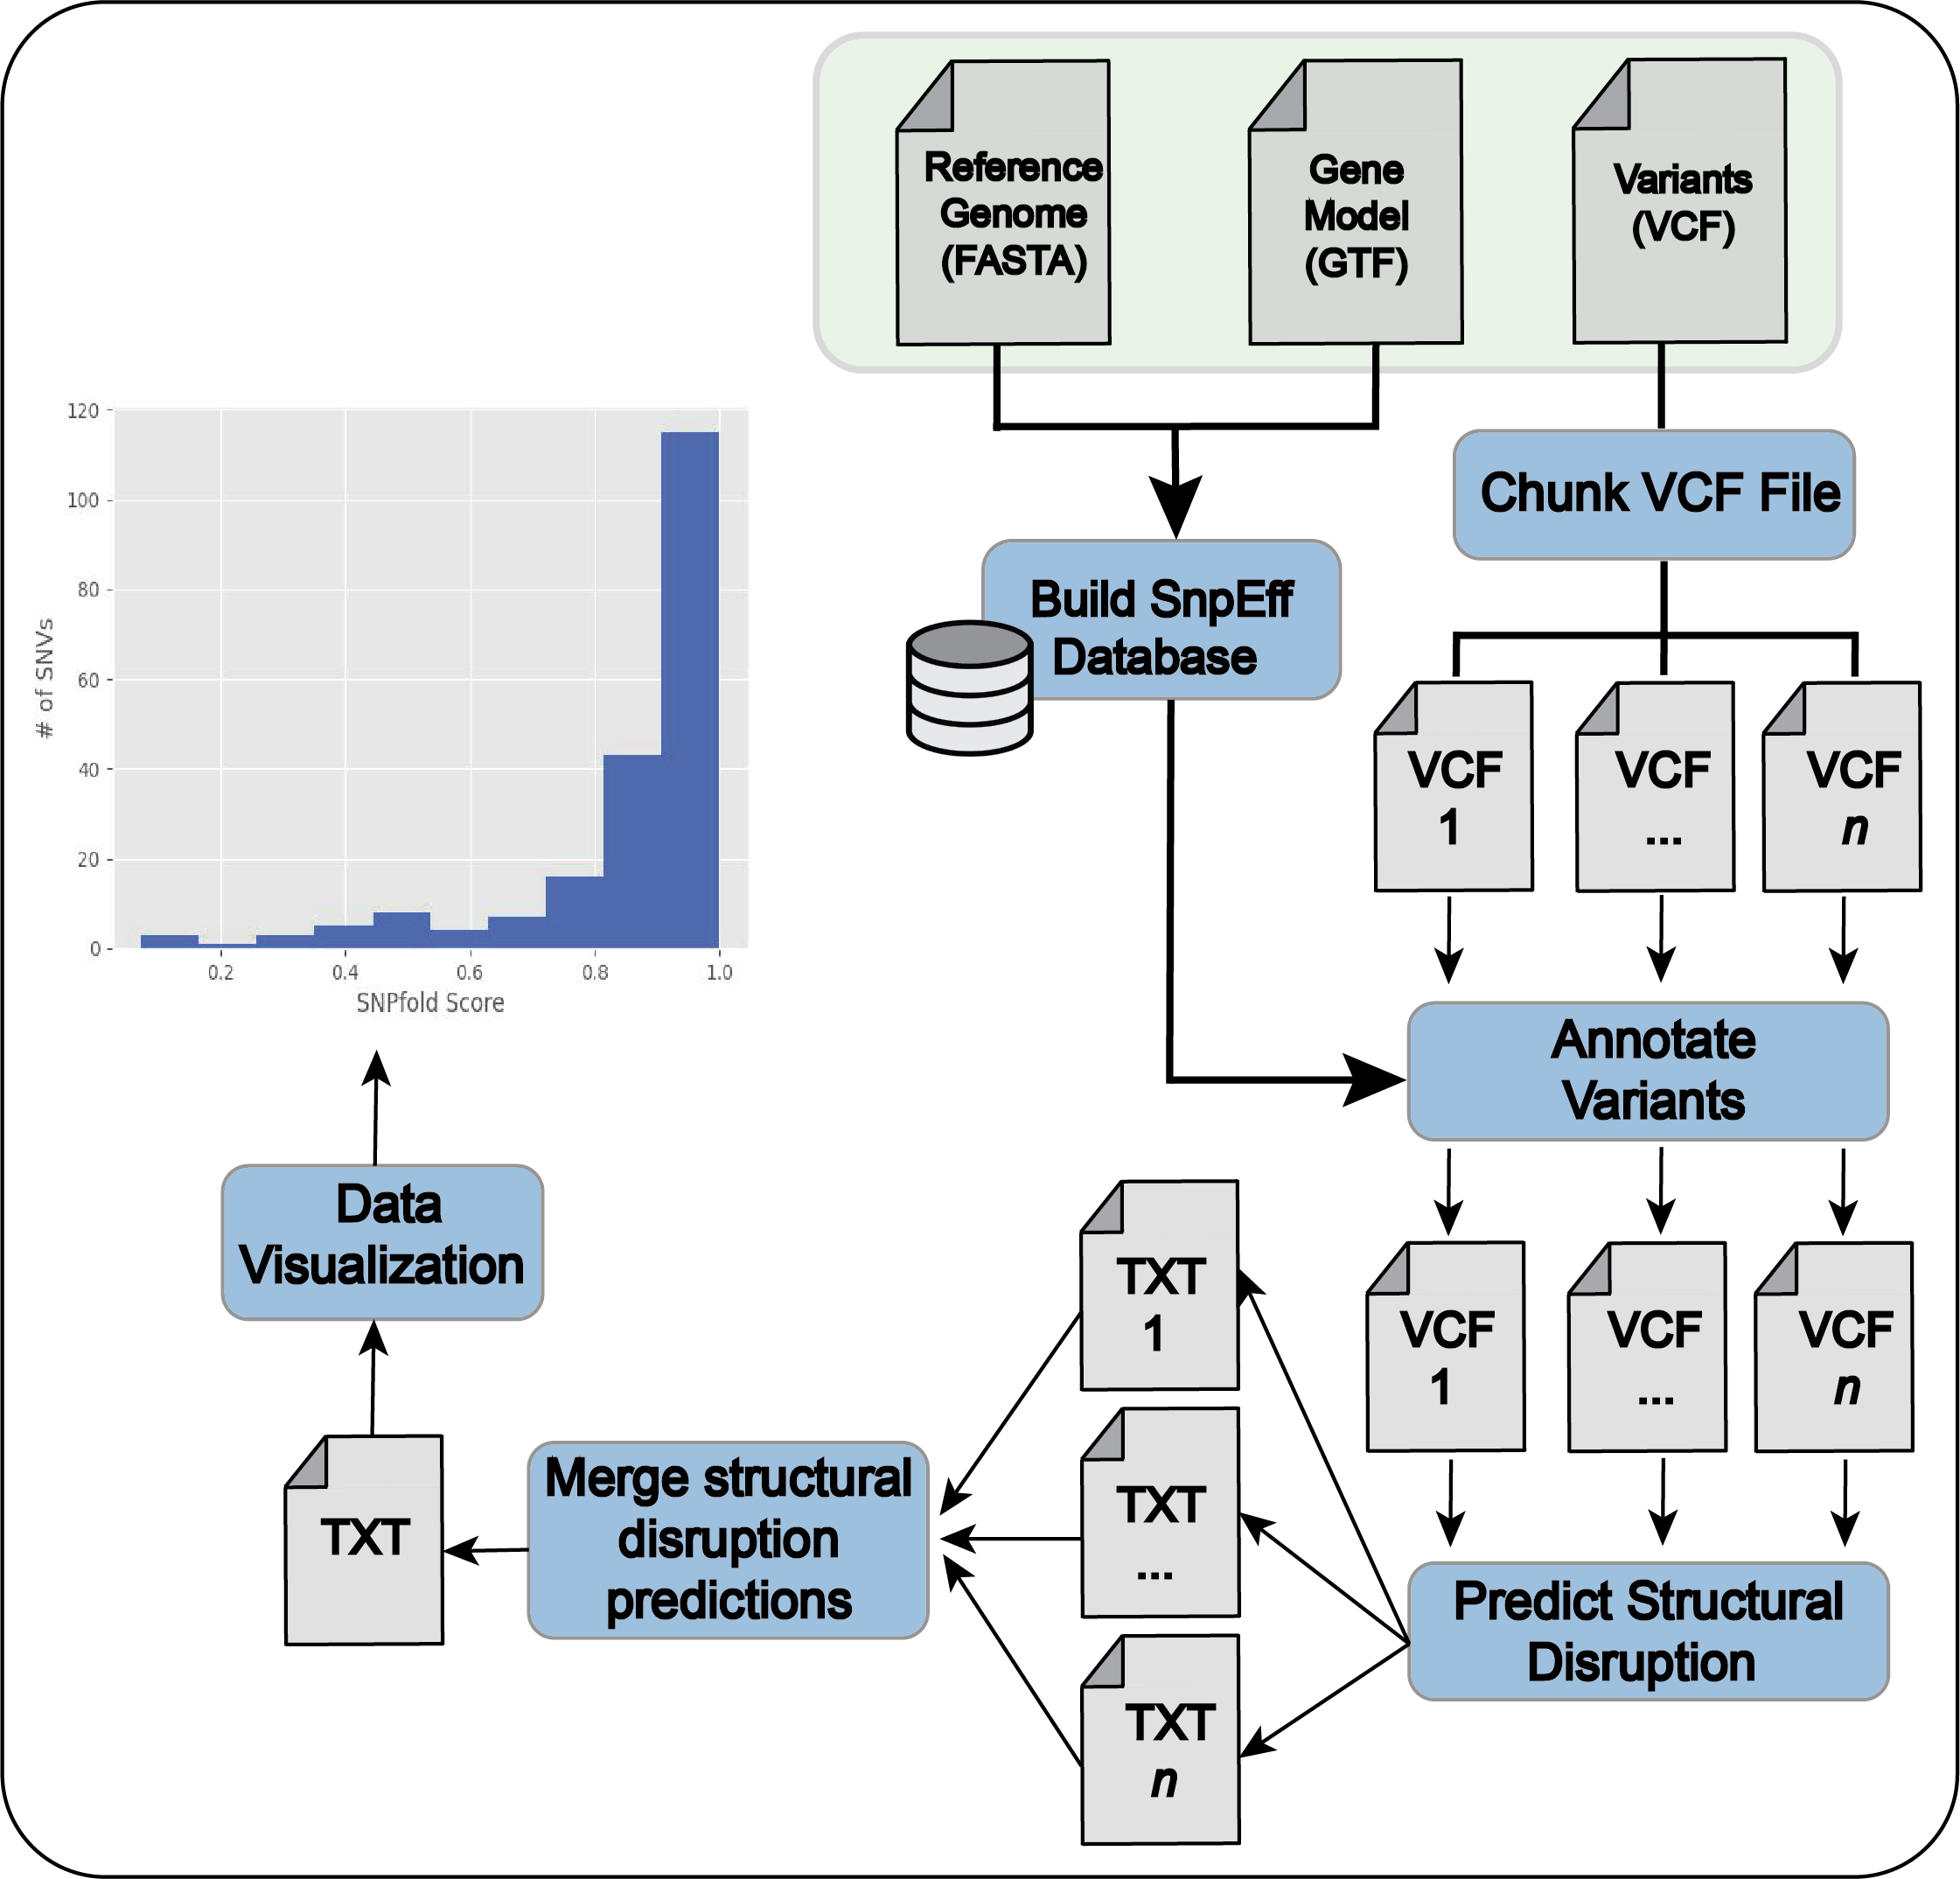 Reference
Genome
(FASTA)
Gene
Model
(GTF)
Variants
(VCF)
Chunk VCF File
Build SnpEff
Database
VCF
1
VCF
...
VCF
n
120
100
80
60
40
20
0
# of SNVs
0.2
0.4
0.6
0.8
1.0
SNPfold Score
Annotate
Variants
VCF
1
VCF
...
VCF
n
Predict Structural
Disruption
TXT
1
TXT
...
TXT
n
Merge structural
disruption
predictions
TXT
Data
Visualization